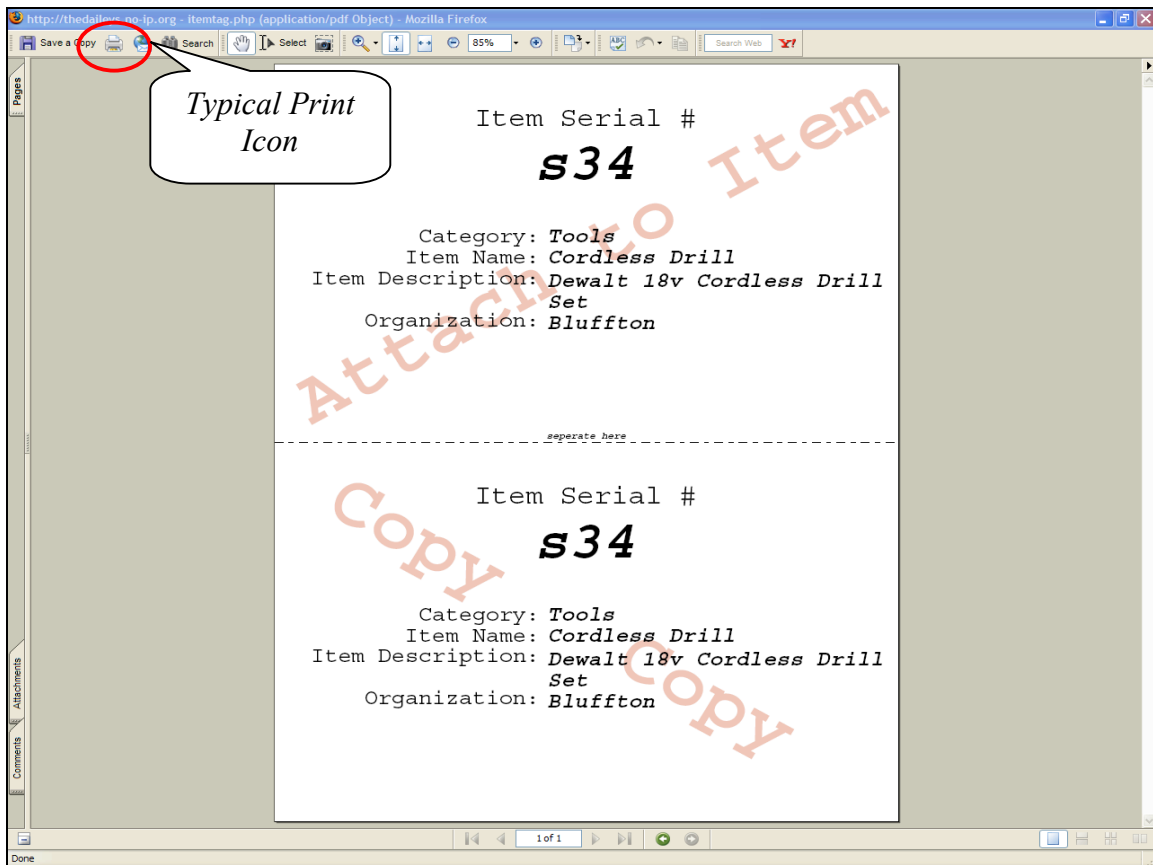 http://thedaileys.no-ip.org - itemtag.php (application/pdf Object) - Mozilla Firefox
Save a Copy Search Select 85% Search Web Y!
Pages
Typical Print
Icon
Item Serial #
s34
Category: Tools
Item Name: Cordless Drill
Item Description: Dewalt 18v Cordless Drill
Set
Organization: Bluffton
Attach to Item
seperate here
Item Serial #
s34
Category: Tools
Item Name: Cordless Drill
Item Description: Dewalt 18v Cordless Drill
Set
Organization: Bluffton
Copy
Copy
Attachments
Comments
1 of 1
Done